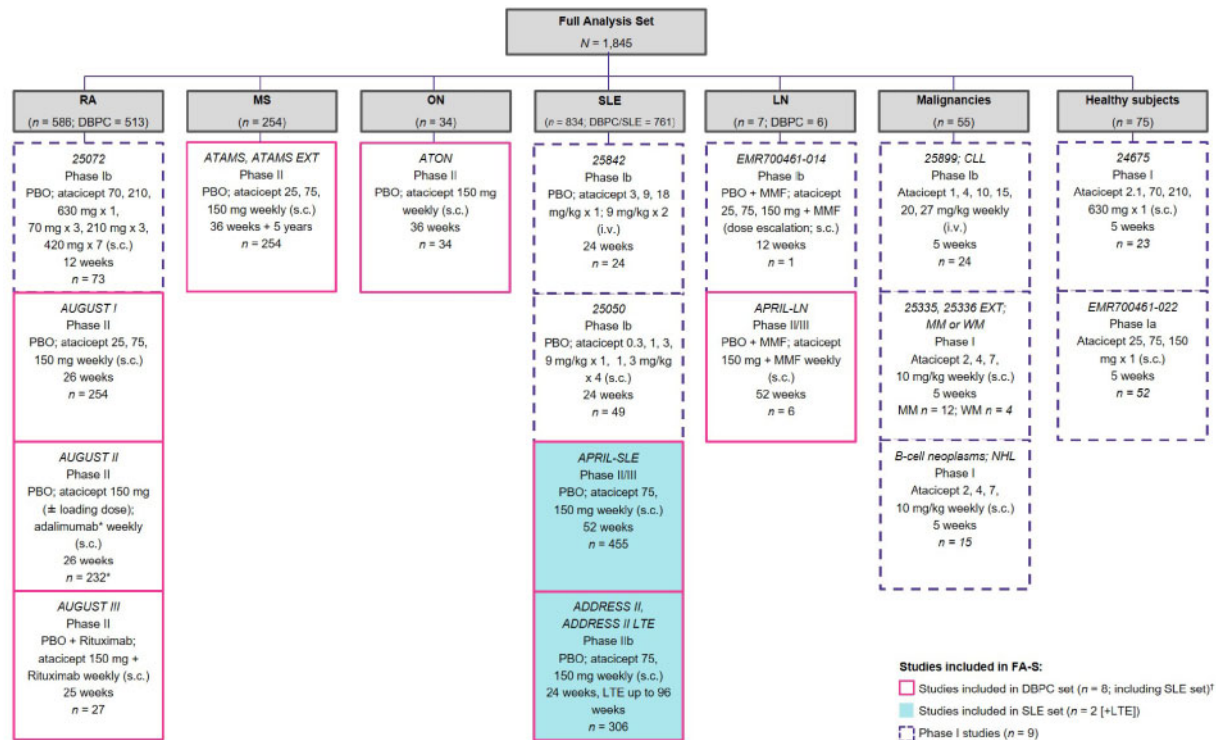 Full Analysis Set
N = 1,845
RA
(n = 586; DBPC = 513)
25072
Phase Ib
PBO; atacicept 70, 210,
630 mg x 1,
70 mg x 3, 210 mg x 3,
420 mg x 7 (s.c.)
12 weeks
n = 73
AUGUST I
Phase II
PBO; atacicept 25, 75,
150 mg weekly (s.c.)
26 weeks
n = 254
AUGUST II
Phase II
PBO; atacicept 150 mg
(± loading dose);
adalimumab* weekly
(s.c.)
26 weeks
n = 232*
AUGUST III
Phase II
PBO + Rituximab;
atacicept 150 mg +
Rituximab weekly (s.c.)
25 weeks
n = 27
MS
(n = 254)
ATAMS, ATAMS EXT
Phase II
PBO; atacicept 25, 75,
150 mg weekly (s.c.)
36 weeks + 5 years
n = 254
ON
(n = 34)
ATON
Phase II
PBO; atacicept 150 mg
weekly (s.c.)
36 weeks
n = 34
SLE
(n = 834; DBPC/SLE = 761)
25842
Phase Ib
PBO; atacicept 3, 9, 18
mg/kg x 1; 9 mg/kg x 2
(i.v.)
24 weeks
n = 24
25050
Phase Ib
PBO; atacicept 0.3, 1, 3,
9 mg/kg x 1, 1, 3 mg/kg
x 4 (s.c.)
24 weeks
n = 49
APRIL-SLE
Phase II/III
PBO; atacicept 75,
150 mg weekly (s.c.)
52 weeks
n = 455
ADDRESS II,
ADDRESS II LTE
Phase IIb
PBO; atacicept 75,
150 mg weekly (s.c.)
24 weeks, LTE up to 96
weeks
n = 306
LN
(n = 7; DBPC = 6)
EMR700461-014
Phase Ib
PBO + MMF; atacicept
25, 75, 150 mg + MMF
(dose escalation; s.c.)
12 weeks
n = 1
APRIL-LN
Phase II/III
PBO + MMF; atacicept
150 mg + MMF weekly
(s.c.)
52 weeks
n = 6
Malignancies
(n = 55)
25899; CLL
Phase Ib
Atacicept 1, 4, 10, 15,
20, 27 mg/kg weekly
(i.v.)
5 weeks
n = 24
25335, 25336 EXT;
MM or WM
Phase I
Atacicept 2, 4, 7,
10 mg/kg weekly (s.c.)
5 weeks
MM n = 12; WM n = 4
B-cell neoplasms; NHL
Phase I
Atacicept 2, 4, 7,
10 mg/kg weekly (s.c.)
5 weeks
n = 15
Healthy subjects
(n = 75)
24675
Phase I
Atacicept 2.1, 70, 210,
630 mg x 1 (s.c.)
5 weeks
n = 23
EMR700461-022
Phase Ia
Atacicept 25, 75, 150
mg x 1 (s.c.)
5 weeks
n = 52
Studies included in FA-S:
Studies included in DBPC set (n = 8; including SLE set)†
Studies included in SLE set (n = 2 [+LTE])
Phase I studies (n = 9)